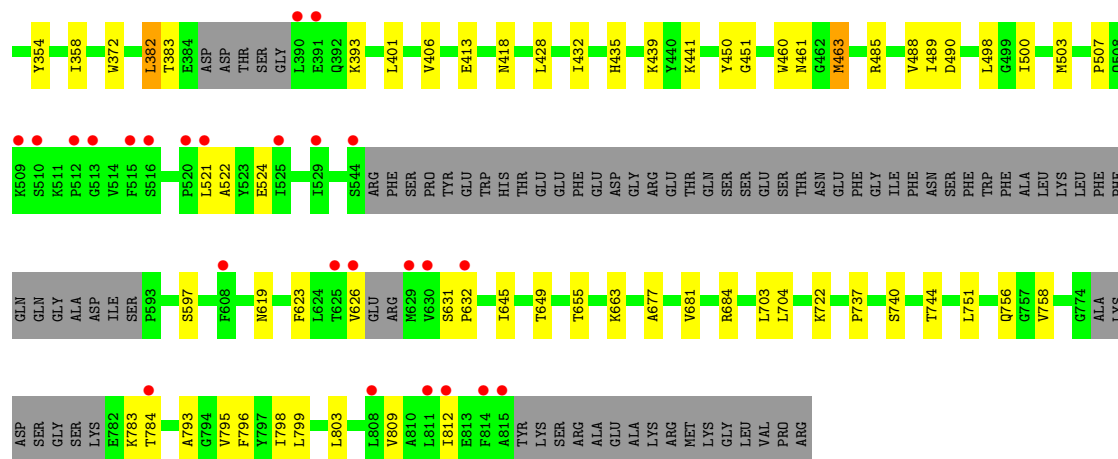 Y354 I358 W372 L382 T383 E384 ASP ASP THR SER GLY L390 E391 Q392 K393 L401 V406 E413 N418 L428 I432 H435 K439 Y440 K441 Y450 G451 W460 N461 G462 M463 R485 V488 I489 D490 L498 G499 I500 M503 P507 Q508
K509 S510 K511 P512 G513 V514 F515 S516 P520 L521 A522 Y523 E524 I525 I529 S544 ARG PHE SER PRO TYR GLU TRP HIS THR GLU GLU PHE GLU ASP GLY ARG GLU THR GLN SER SER GLU SER THR ASN GLU PHE GLY ILE PHE ASN SER PHE TRP PHE ALA LEU LYS LEU PHE PHE
GLN GLN GLY ALA ASP ILE SER P593 S597 F608 N619 F623 L624 T625 V626 GLU ARG M629 V630 S631 P632 I645 T649 T655 K663 A677 V681 R684 L703 L704 K722 P737 S740 T744 L751 Q756 G757 V758 G774 ALA LYS
ASP SER GLY SER LYS E782 K783 T784 A793 G794 V795 F796 Y797 I798 L799 L803 L808 V809 A810 L811 I812 E813 F814 A815 TYR LYS SER ARG ALA GLU ALA LYS ARG MET LYS GLY LEU VAL PRO ARG